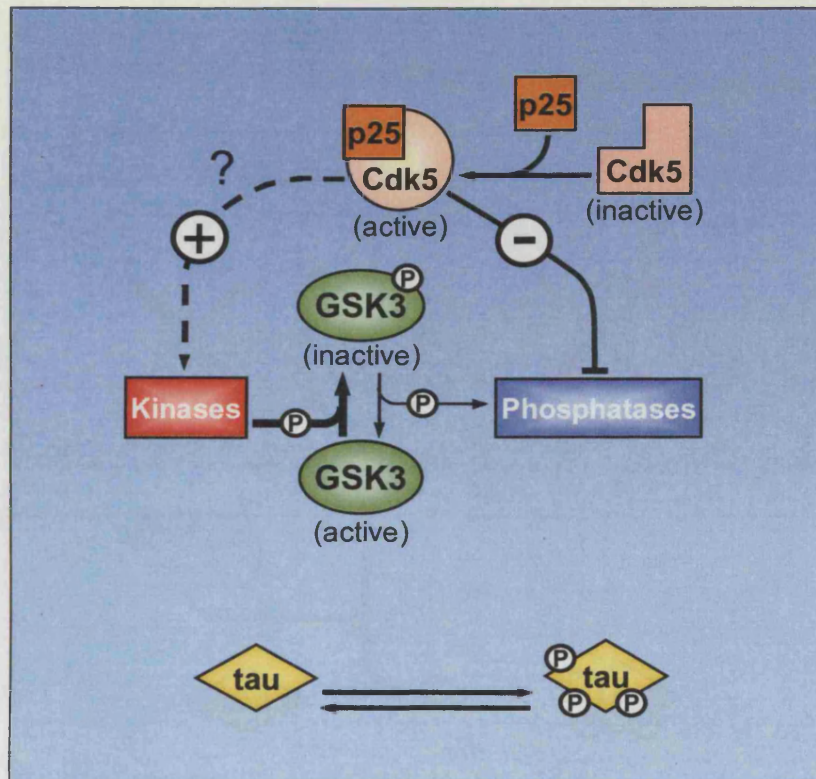 p25
p25
Cdk5
(active)
Cdk5
(inactive)
?
+
-
P
GSK3
(inactive)
Kinases
P
P
Phosphatases
GSK3
(active)
tau
P
tau
P
P